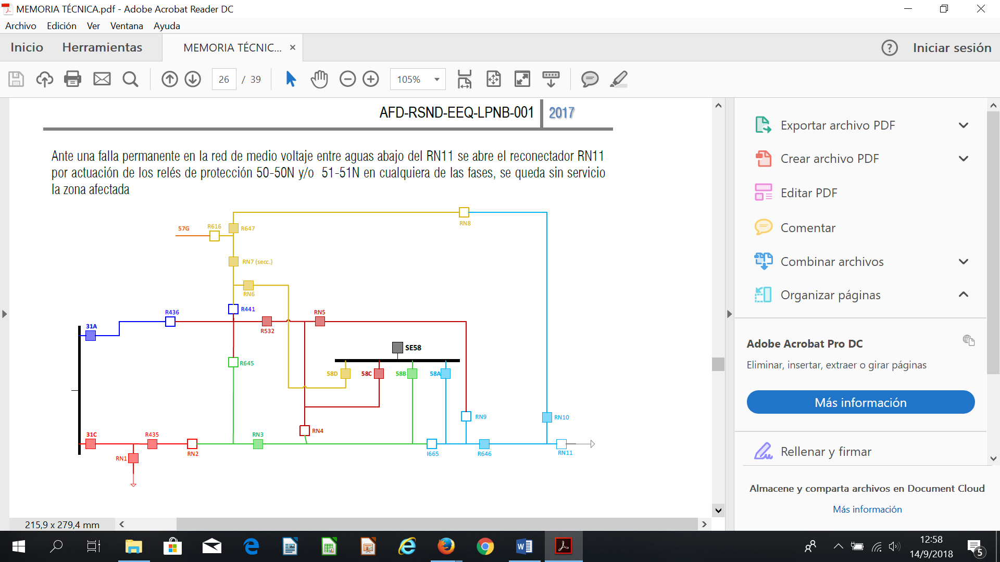 MEMORIA TÉCNICA.pdf - Adobe Acrobat Reader DC
Archivo Edición Ver Ventana Ayuda
Inicio Herramientas MEMORIA TÉCNIC... × ? Iniciar sesión
26 / 39 105%
AFD-RSND-EEQ-LPNB-001 2017
Ante una falla permanente en la red de medio voltaje entre aguas abajo del RN11 se abre el reconectador RN11
por actuación de los relés de protección 50-50N y/o 51-51N en cualquiera de las fases, se queda sin servicio
la zona afectada
RN8
57G R616 R647
RN7 (secc.)
RN6
R441
R436 RN5
31A R532
SE58
R645
58D 58C 58B 58A
RN9 RN10
31C R435 RN3 RN4
RN1 RN2 I665 R646 RN11
215,9 x 279,4 mm
Exportar archivo PDF
Crear archivo PDF
Editar PDF
Comentar
Combinar archivos
Organizar páginas
Adobe Acrobat Pro DC
Eliminar, insertar, extraer o girar páginas
Más información
Rellenar y firmar
Almacene y comparta archivos en Document Cloud
Más información
12:58
14/9/2018
5